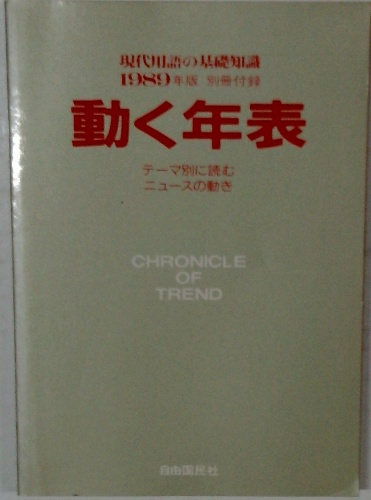 現代用語の基礎知識
1989年版 別冊付録
動く年表
テーマ別に読む
ニュースの動き
CHRONICLE
OF
TREND
自由国民社